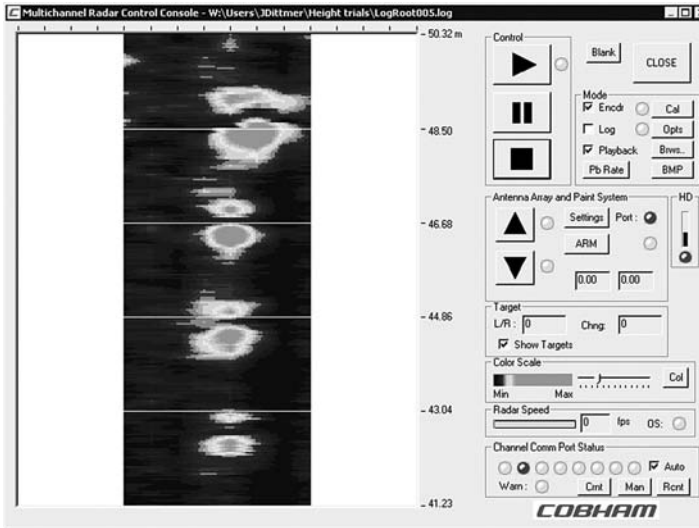 Multichannel Radar Control Console - W:\Users\JDittmer\Height trials\LogRoot005.log
50.32 m
48.50
46.68
44.86
43.04
41.23
Control
Blank
CLOSE
Mode
Encdr
Cal
Log
Opts
Playback
Brws..
Pb Rate
BMP
Antenna Array and Paint System
HD
Settings
Port :
ARM
0.00 0.00
Target
L/R : 0 Chng: 0
Show Targets
Color Scale
Min Max
Col
Radar Speed
0 fps OS:
Channel Comm Port Status
Auto
Warn : Cmt Man Rcnt
COBHAM